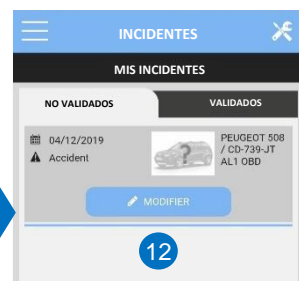 INCIDENTES
MIS INCIDENTES
NO VALIDADOS
VALIDADOS
04/12/2019
Accident
?
PEUGEOT 508
/ CD-739-JT
AL1 OBD
MODIFIER
12